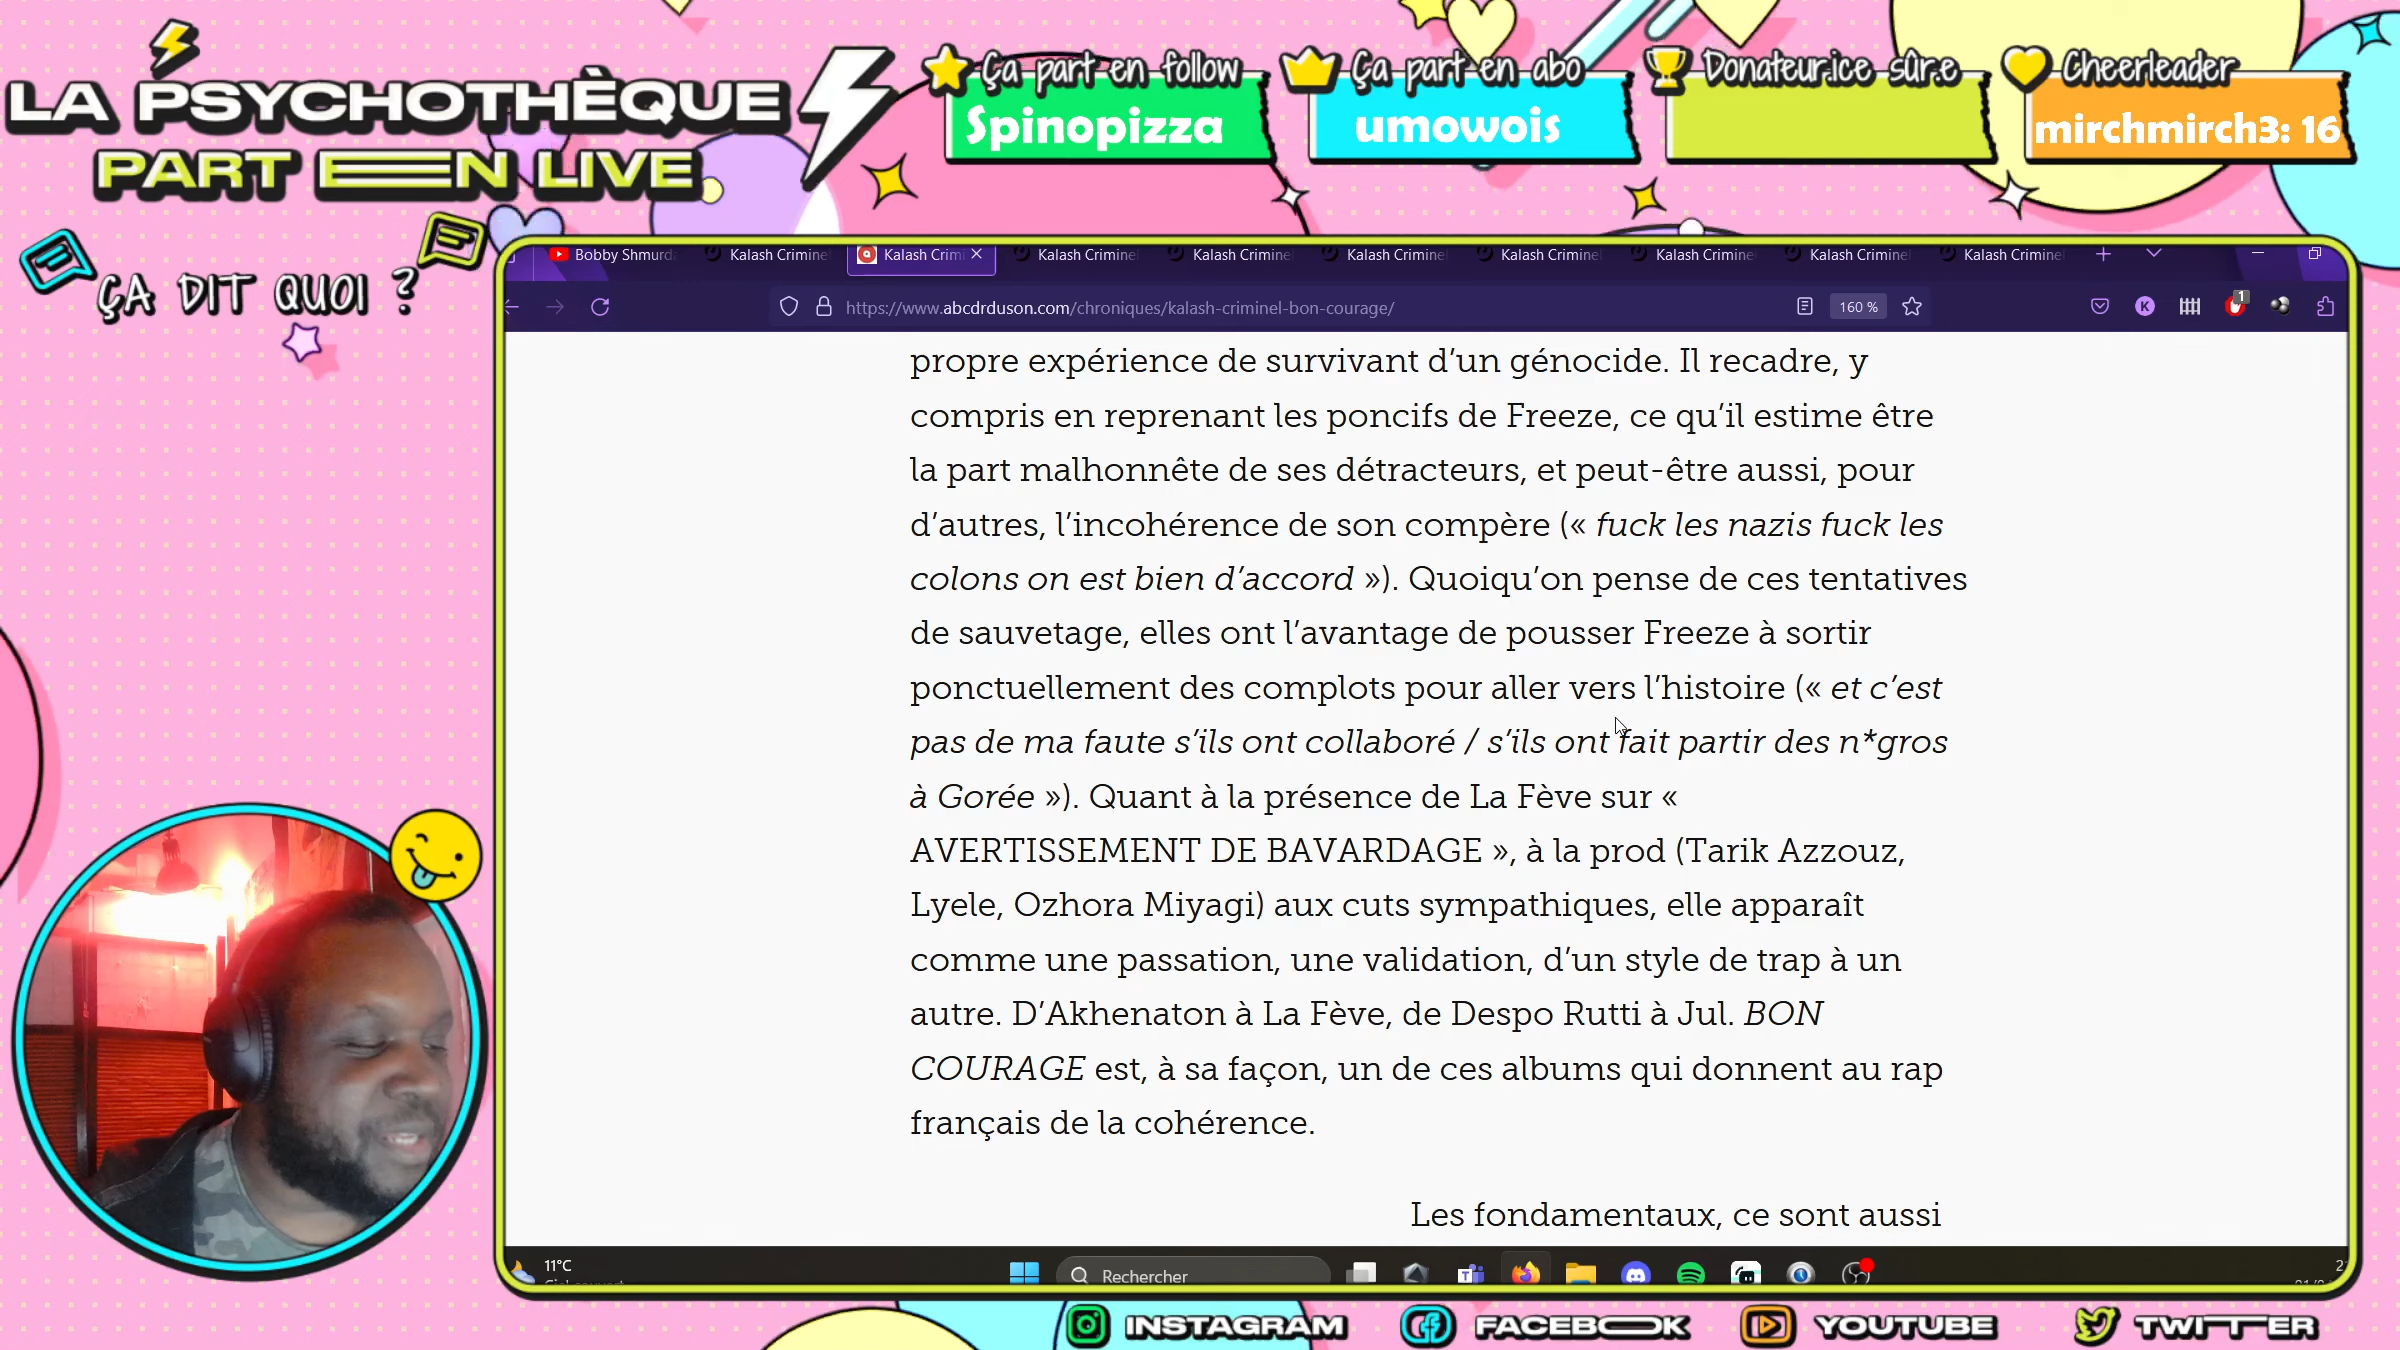 LA PSYCHOTHÈQUE
PART EN LIVE
Ça part en follow
Spinopizza
Ça part en abo
umowois
Donateur.ice sûr.e
Cheerleader
mirchmirch3: 16
ÇA DIT QUOI ?
Bobby Shmurd
Kalash Crimine
Kalash Crimi
Kalash Crimine
Kalash Criminel
Kalash Criminel
Kalash Criminel
Kalash Crimine
Kalash Criminel
Kalash Criminel
https://www.abcdrduson.com/chroniques/kalash-criminel-bon-courage/
160 %
K
1
propre expérience de survivant d’un génocide. Il recadre, y
compris en reprenant les poncifs de Freeze, ce qu’il estime être
la part malhonnête de ses détracteurs, et peut-être aussi, pour
d’autres, l’incohérence de son compère (« fuck les nazis fuck les
colons on est bien d’accord »). Quoiqu’on pense de ces tentatives
de sauvetage, elles ont l’avantage de pousser Freeze à sortir
ponctuellement des complots pour aller vers l’histoire (« et c’est
pas de ma faute s’ils ont collaboré / s’ils ont fait partir des n*gros
à Gorée »). Quant à la présence de La Fève sur «
AVERTISSEMENT DE BAVARDAGE », à la prod (Tarik Azzouz,
Lyele, Ozhora Miyagi) aux cuts sympathiques, elle apparaît
comme une passation, une validation, d’un style de trap à un
autre. D’Akhenaton à La Fève, de Despo Rutti à Jul. BON
COURAGE est, à sa façon, un de ces albums qui donnent au rap
français de la cohérence.
Les fondamentaux, ce sont aussi
11°C
Rechercher
INSTAGRAM
FACEBOOK
YOUTUBE
TWITTER